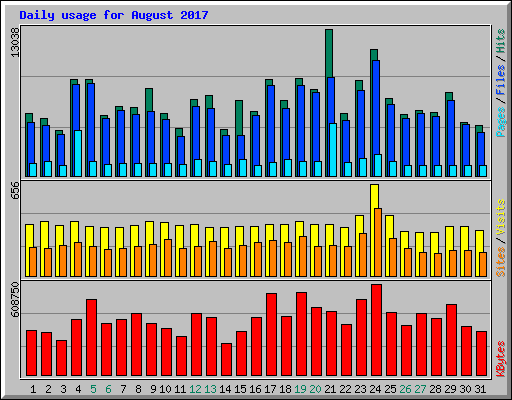 Daily usage for August 2017
13038
Pages / Files / Hits
656
Sites / Visits
608750
KBytes
1 2 3 4 5 6 7 8 9 10 11 12 13 14 15 16 17 18 19 20 21 22 23 24 25 26 27 28 29 30 31